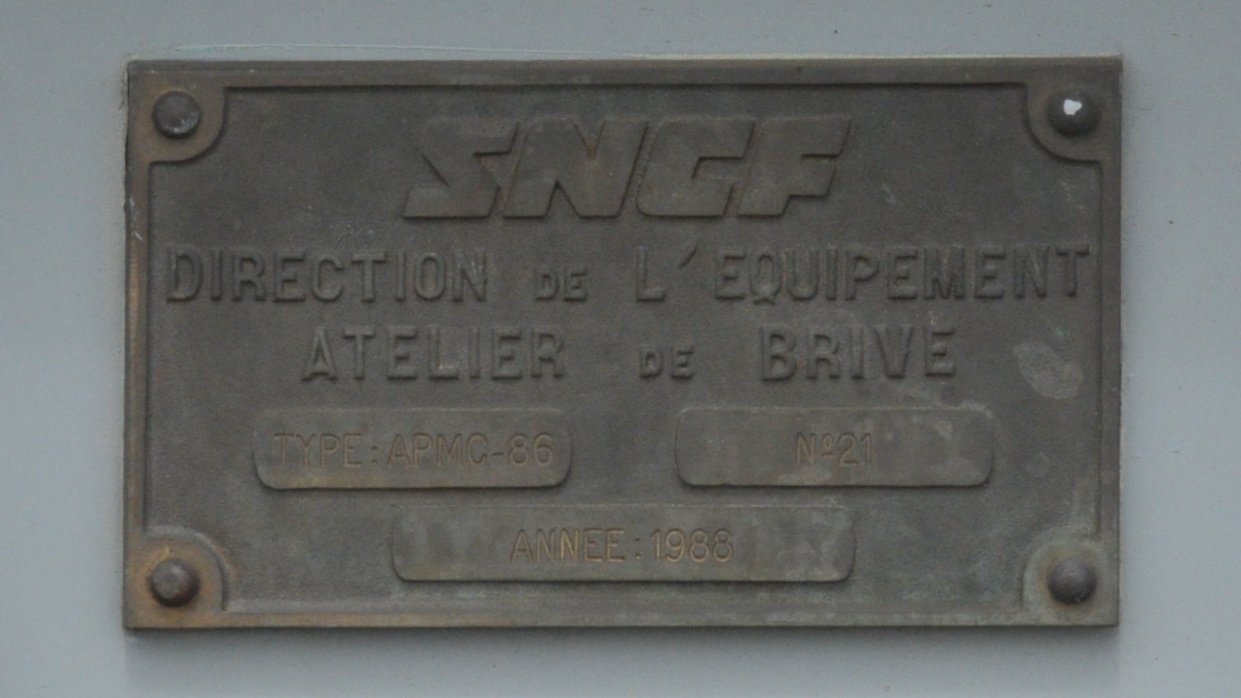 SNCF
DIRECTION DE L'EQUIPEMENT
ATELIER DE BRIVE
TYPE: APMC-86 Nº21
ANNEE: 1988